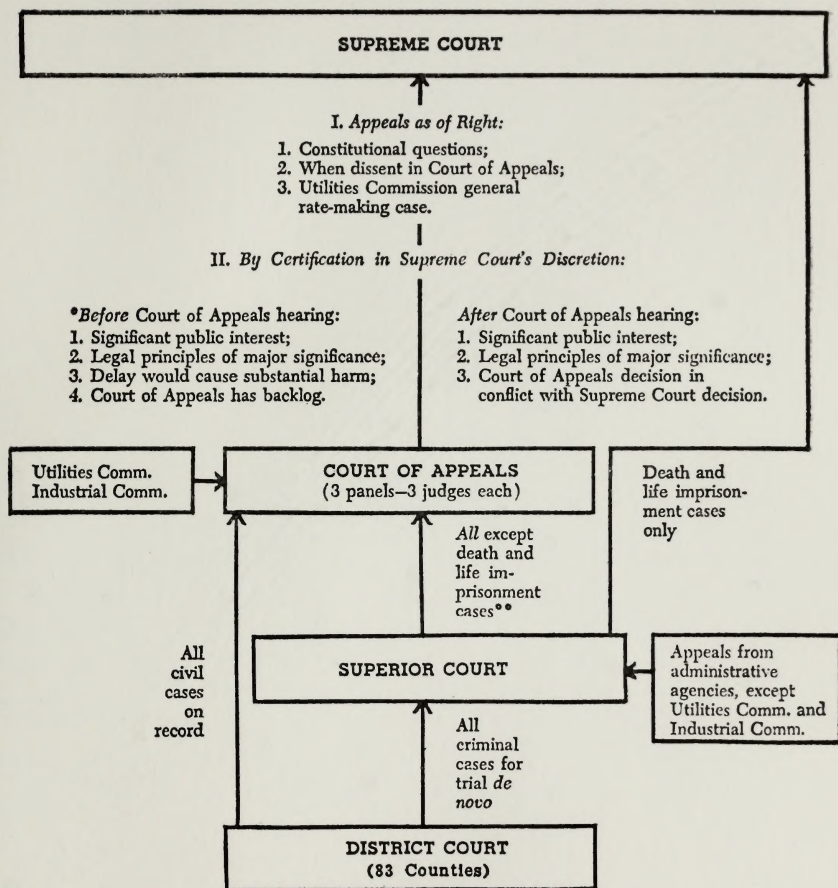 SUPREME COURT
I. Appeals as of Right:
1. Constitutional questions;
2. When dissent in Court of Appeals;
3. Utilities Commission general
rate-making case.
II. By Certification in Supreme Court's Discretion:
*Before Court of Appeals hearing:
1. Significant public interest;
2. Legal principles of major significance;
3. Delay would cause substantial harm;
4. Court of Appeals has backlog.
After Court of Appeals hearing:
1. Significant public interest;
2. Legal principles of major significance;
3. Court of Appeals decision in
conflict with Supreme Court decision.
Utilities Comm.
Industrial Comm.
COURT OF APPEALS
(3 panels—3 judges each)
Death and
life imprison-
ment cases
only
All except
death and
life im-
prisonment
cases**
All
civil
cases
on
record
SUPERIOR COURT
Appeals from
administrative
agencies, except
Utilities Comm. and
Industrial Comm.
All
criminal
cases for
trial de
novo
DISTRICT COURT
(83 Counties)